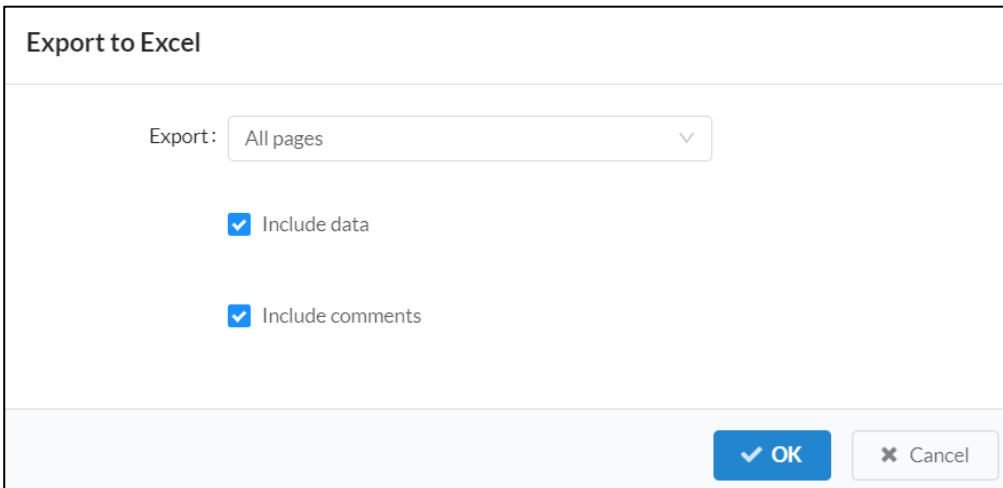 Export to Excel
Export: All pages
Include data
Include comments
OK Cancel